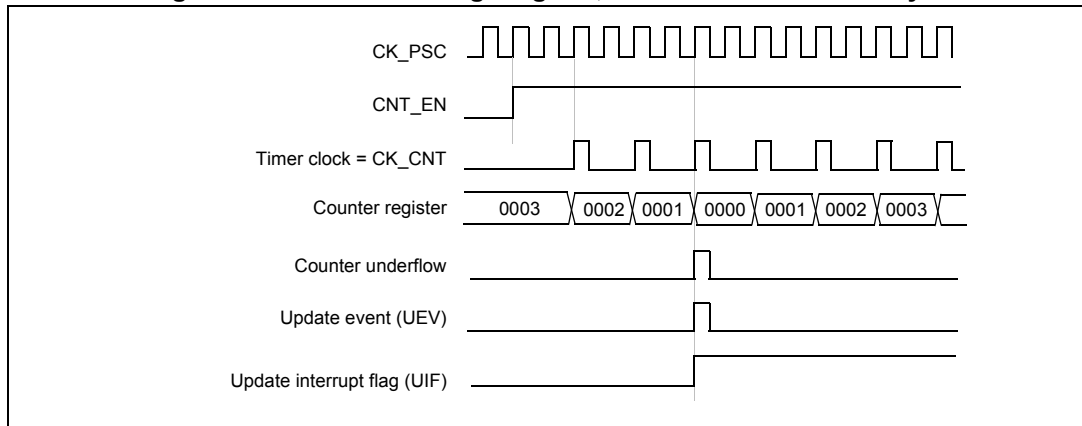 CK_PSC
CNT_EN
Timer clock = CK_CNT
Counter register 0003 0002 0001 0000 0001 0002 0003
Counter underflow
Update event (UEV)
Update interrupt flag (UIF)